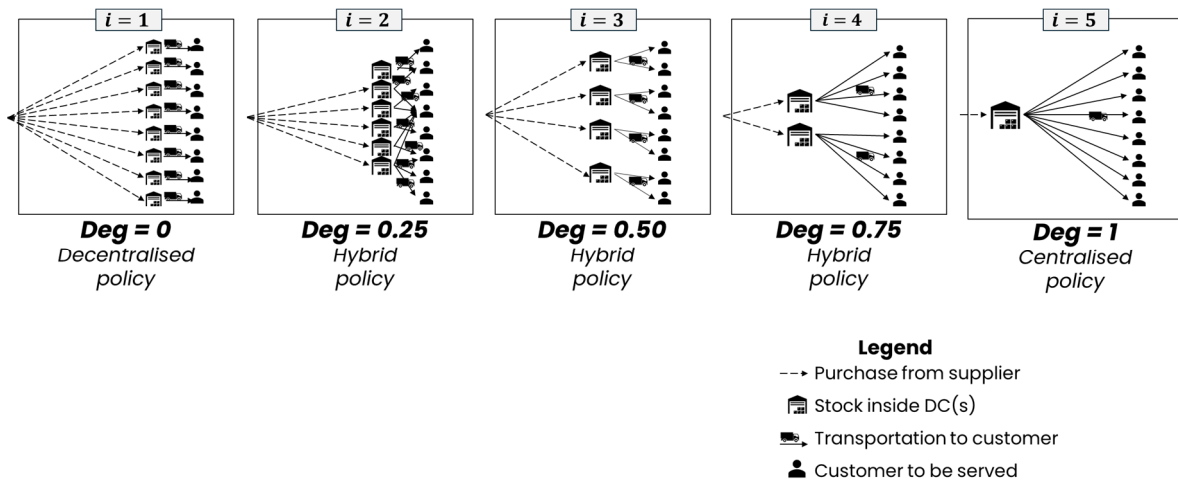 i = 1
i = 2
i = 3
i = 4
i = 5
Deg = 0
Decentralised
policy
Deg = 0.25
Hybrid
policy
Deg = 0.50
Hybrid
policy
Deg = 0.75
Hybrid
policy
Deg = 1
Centralised
policy
Legend
Purchase from supplier
Stock inside DC(s)
Transportation to customer
Customer to be served